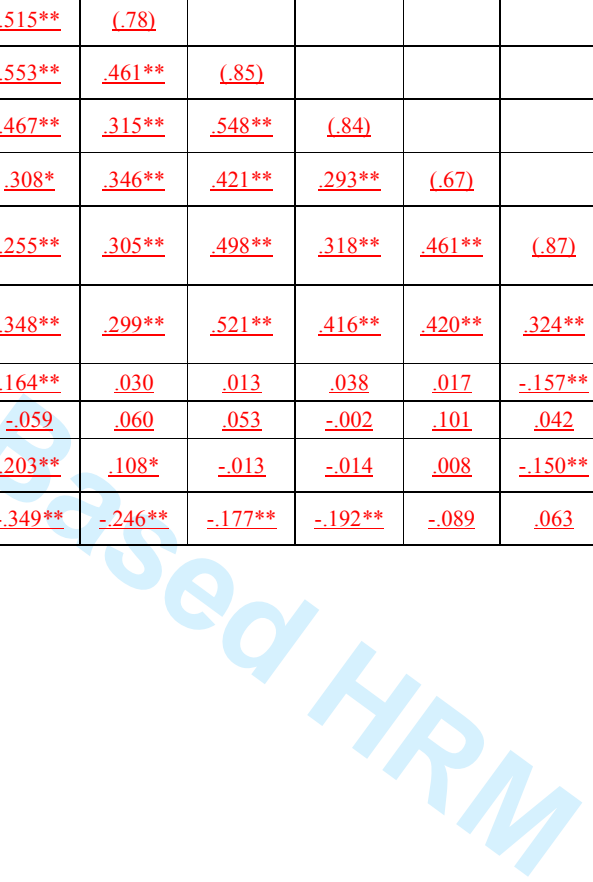 .515** (.78)
.553** .461** (.85)
.467** .315** .548** (.84)
.308* .346** .421** .293** (.67)
.255** .305** .498** .318** .461** (.87)
.348** .299** .521** .416** .420** .324**
.164** .030 .013 .038 .017 -.157**
-.059 .060 .053 -.002 .101 .042
.203** .108* -.013 -.014 .008 -.150**
-.349** -.246** -.177** -.192** -.089 .063
Based HRM